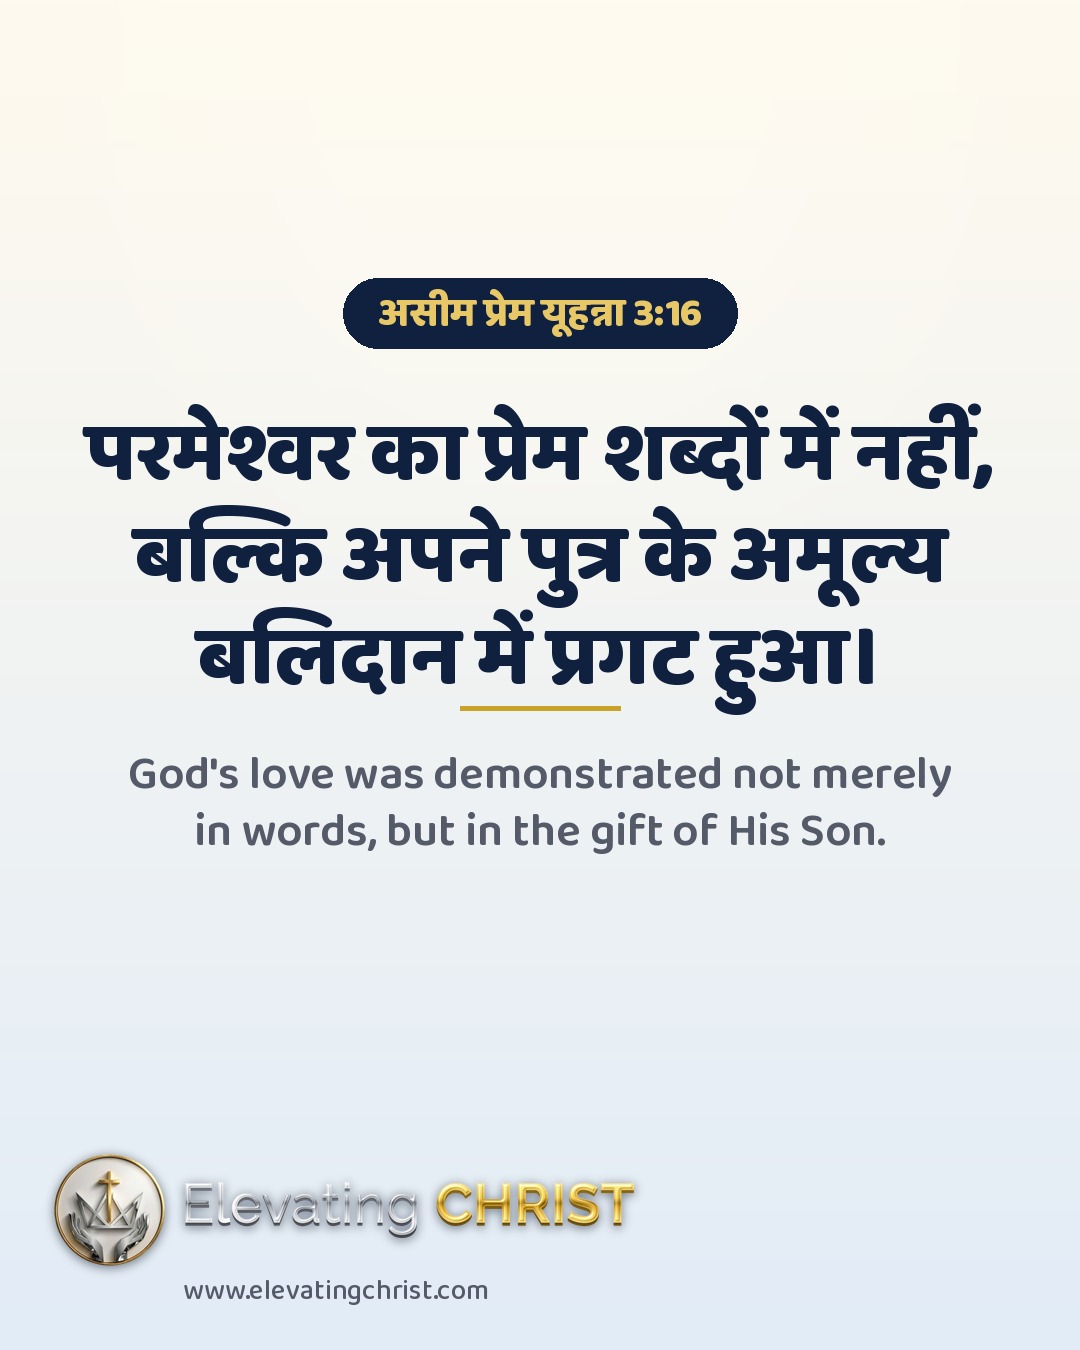 असीम प्रेम यूहन्ना 3:16
परमेश्वर का प्रेम शब्दों में नहीं,
बल्कि अपने पुत्र के अमूल्य
बलिदान में प्रगट हुआ।
God's love was demonstrated not merely
in words, but in the gift of His Son.
Elevating CHRIST
www.elevatingchrist.com